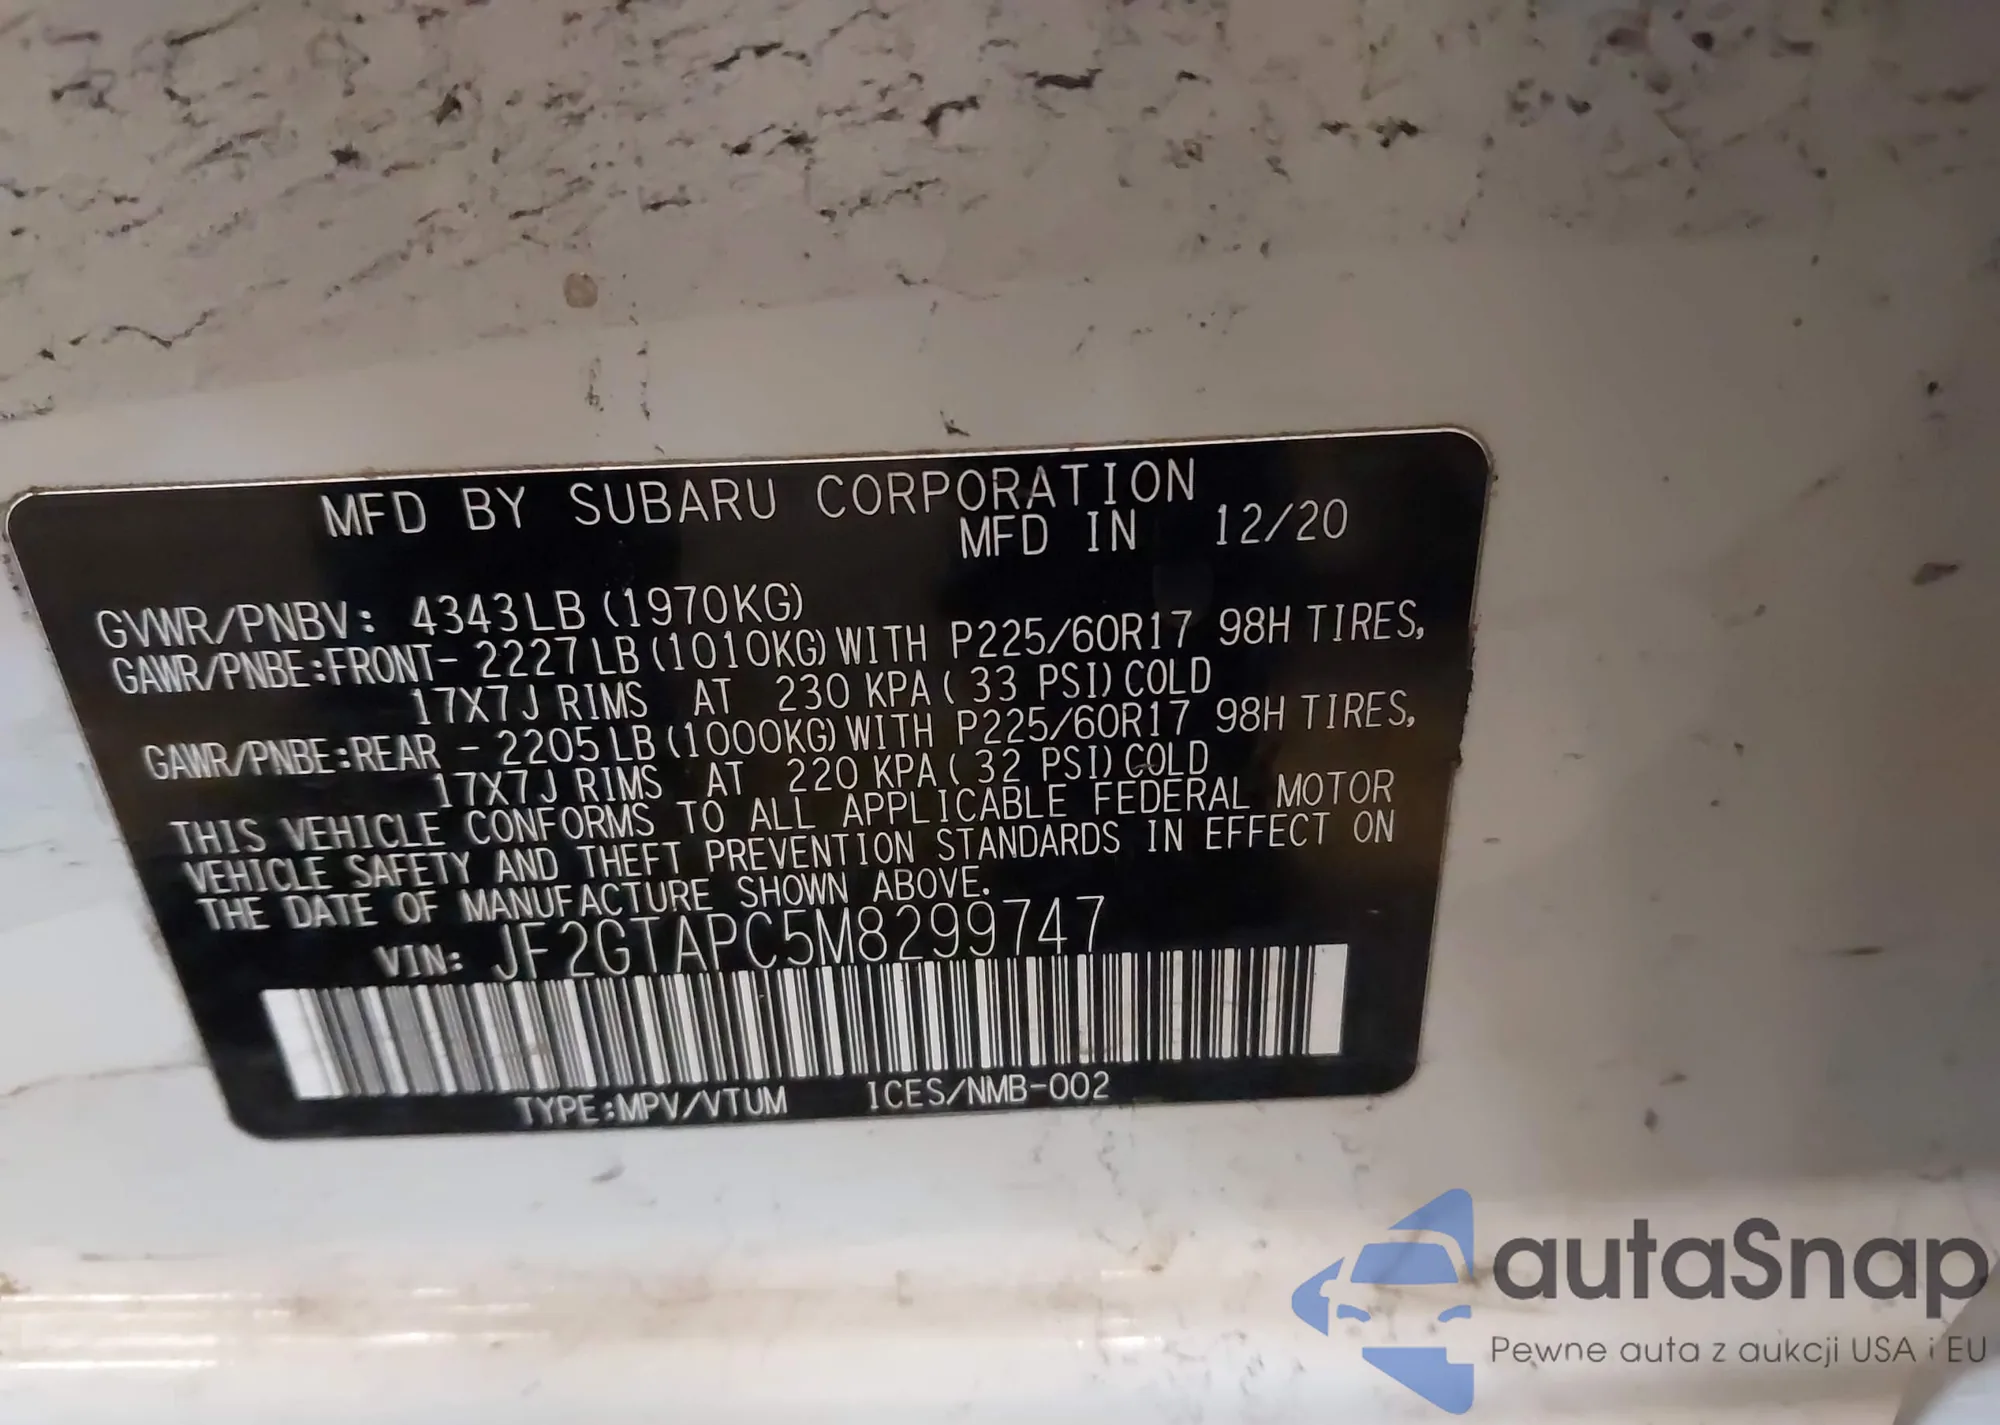 MFD BY SUBARU CORPORATION
MFD IN 12/20
GVWR/PNBV: 4343LB (1970KG)
GAWR/PNBE:FRONT- 2227LB (1010KG) WITH P225/60R17 98H TIRES,
17X7J RIMS AT 230 KPA ( 33 PSI) COLD
GAWR/PNBE:REAR - 2205LB (1000KG) WITH P225/60R17 98H TIRES,
17X7J RIMS AT 220 KPA ( 32 PSI) COLD
THIS VEHICLE CONFORMS TO ALL APPLICABLE FEDERAL MOTOR
VEHICLE SAFETY AND THEFT PREVENTION STANDARDS IN EFFECT ON
THE DATE OF MANUFACTURE SHOWN ABOVE.
VIN: JF2GTAPC5M8299747
TYPE:MPV/VTUM ICES/NMB-002
autaSnap
Pewne auta z aukcji USA i EU